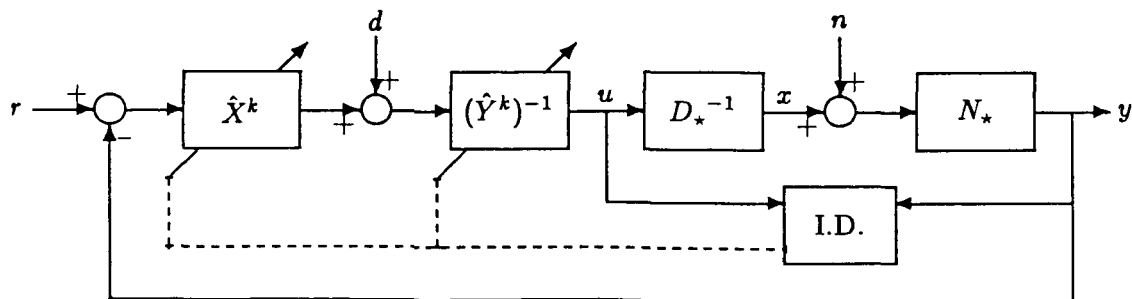 d n
+ + +
r X̂^k (Ŷ^k)^{-1} u D_⋆^{-1} x N_⋆ y
- + +
I.D.